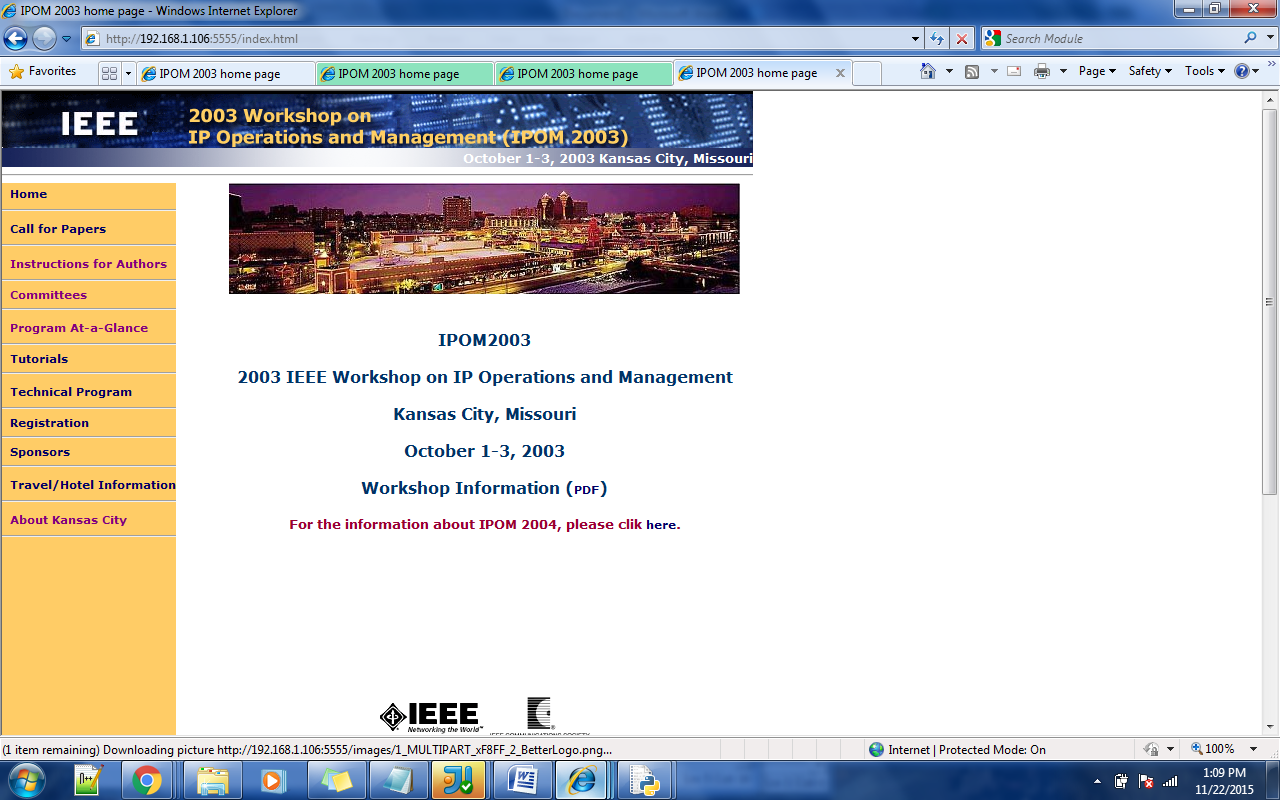 IPOM 2003 home page - Windows Internet Explorer
http://192.168.1.106:5555/index.html
Search Module
Favorites
IPOM 2003 home page
IPOM 2003 home page
IPOM 2003 home page
IPOM 2003 home page
Page
Safety
Tools
IEEE
2003 Workshop on
IP Operations and Management (IPOM 2003)
October 1-3, 2003 Kansas City, Missouri
Home
Call for Papers
Instructions for Authors
Committees
Program At-a-Glance
Tutorials
Technical Program
Registration
Sponsors
Travel/Hotel Information
About Kansas City
IPOM2003
2003 IEEE Workshop on IP Operations and Management
Kansas City, Missouri
October 1-3, 2003
Workshop Information (PDF)
For the information about IPOM 2004, please clik here.
IEEE
Networking the World™
IEEE COMMUNICATIONS SOCIETY
(1 item remaining) Downloading picture http://192.168.1.106:5555/images/1_MULTIPART_xF8FF_2_BetterLogo.png...
Internet | Protected Mode: On
100%
1:09 PM
11/22/2015